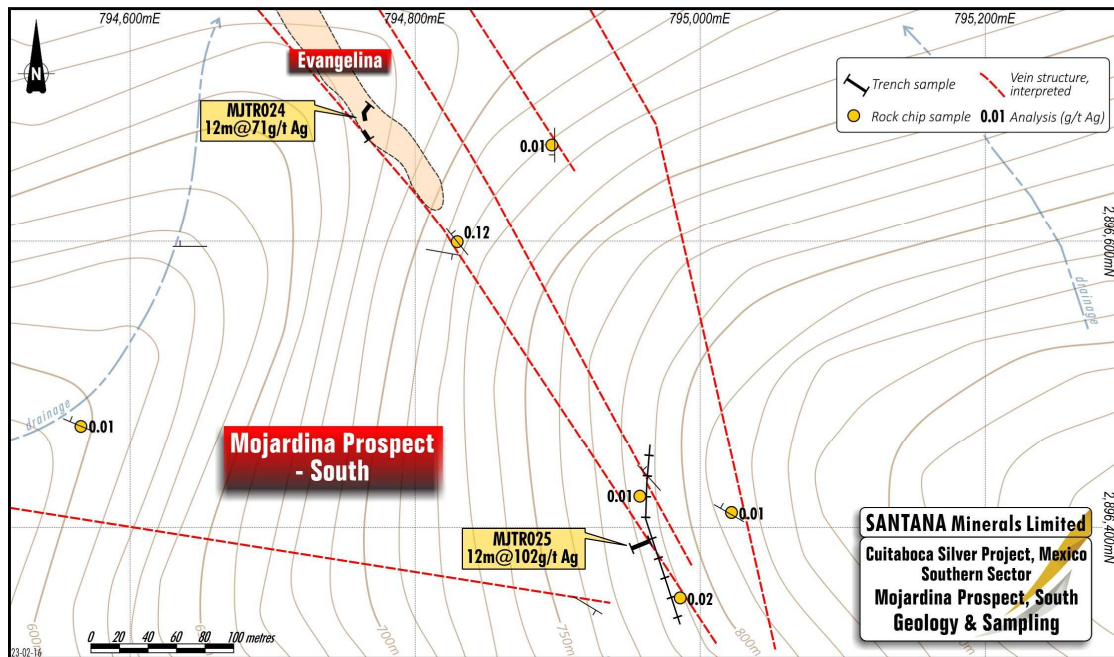 794,600mE
794,800mE
795,000mE
795,200mE
N
Evangelina
MJTR024
12m@71g/t Ag
Trench sample
Vein structure,
interpreted
Rock chip sample
0.01 Analysis (g/t Ag)
0.01
0.12
2,896,600mN
drainage
drainage
0.01
Mojardina Prospect
- South
0.01
0.01
MJTR025
12m@102g/t Ag
2,896,400mN
0.02
SANTANA Minerals Limited
Cuitaboca Silver Project, Mexico
Southern Sector
Mojardina Prospect, South
Geology & Sampling
600m
700m
750m
800m
0 20 40 60 80 100 metres
23-02-16